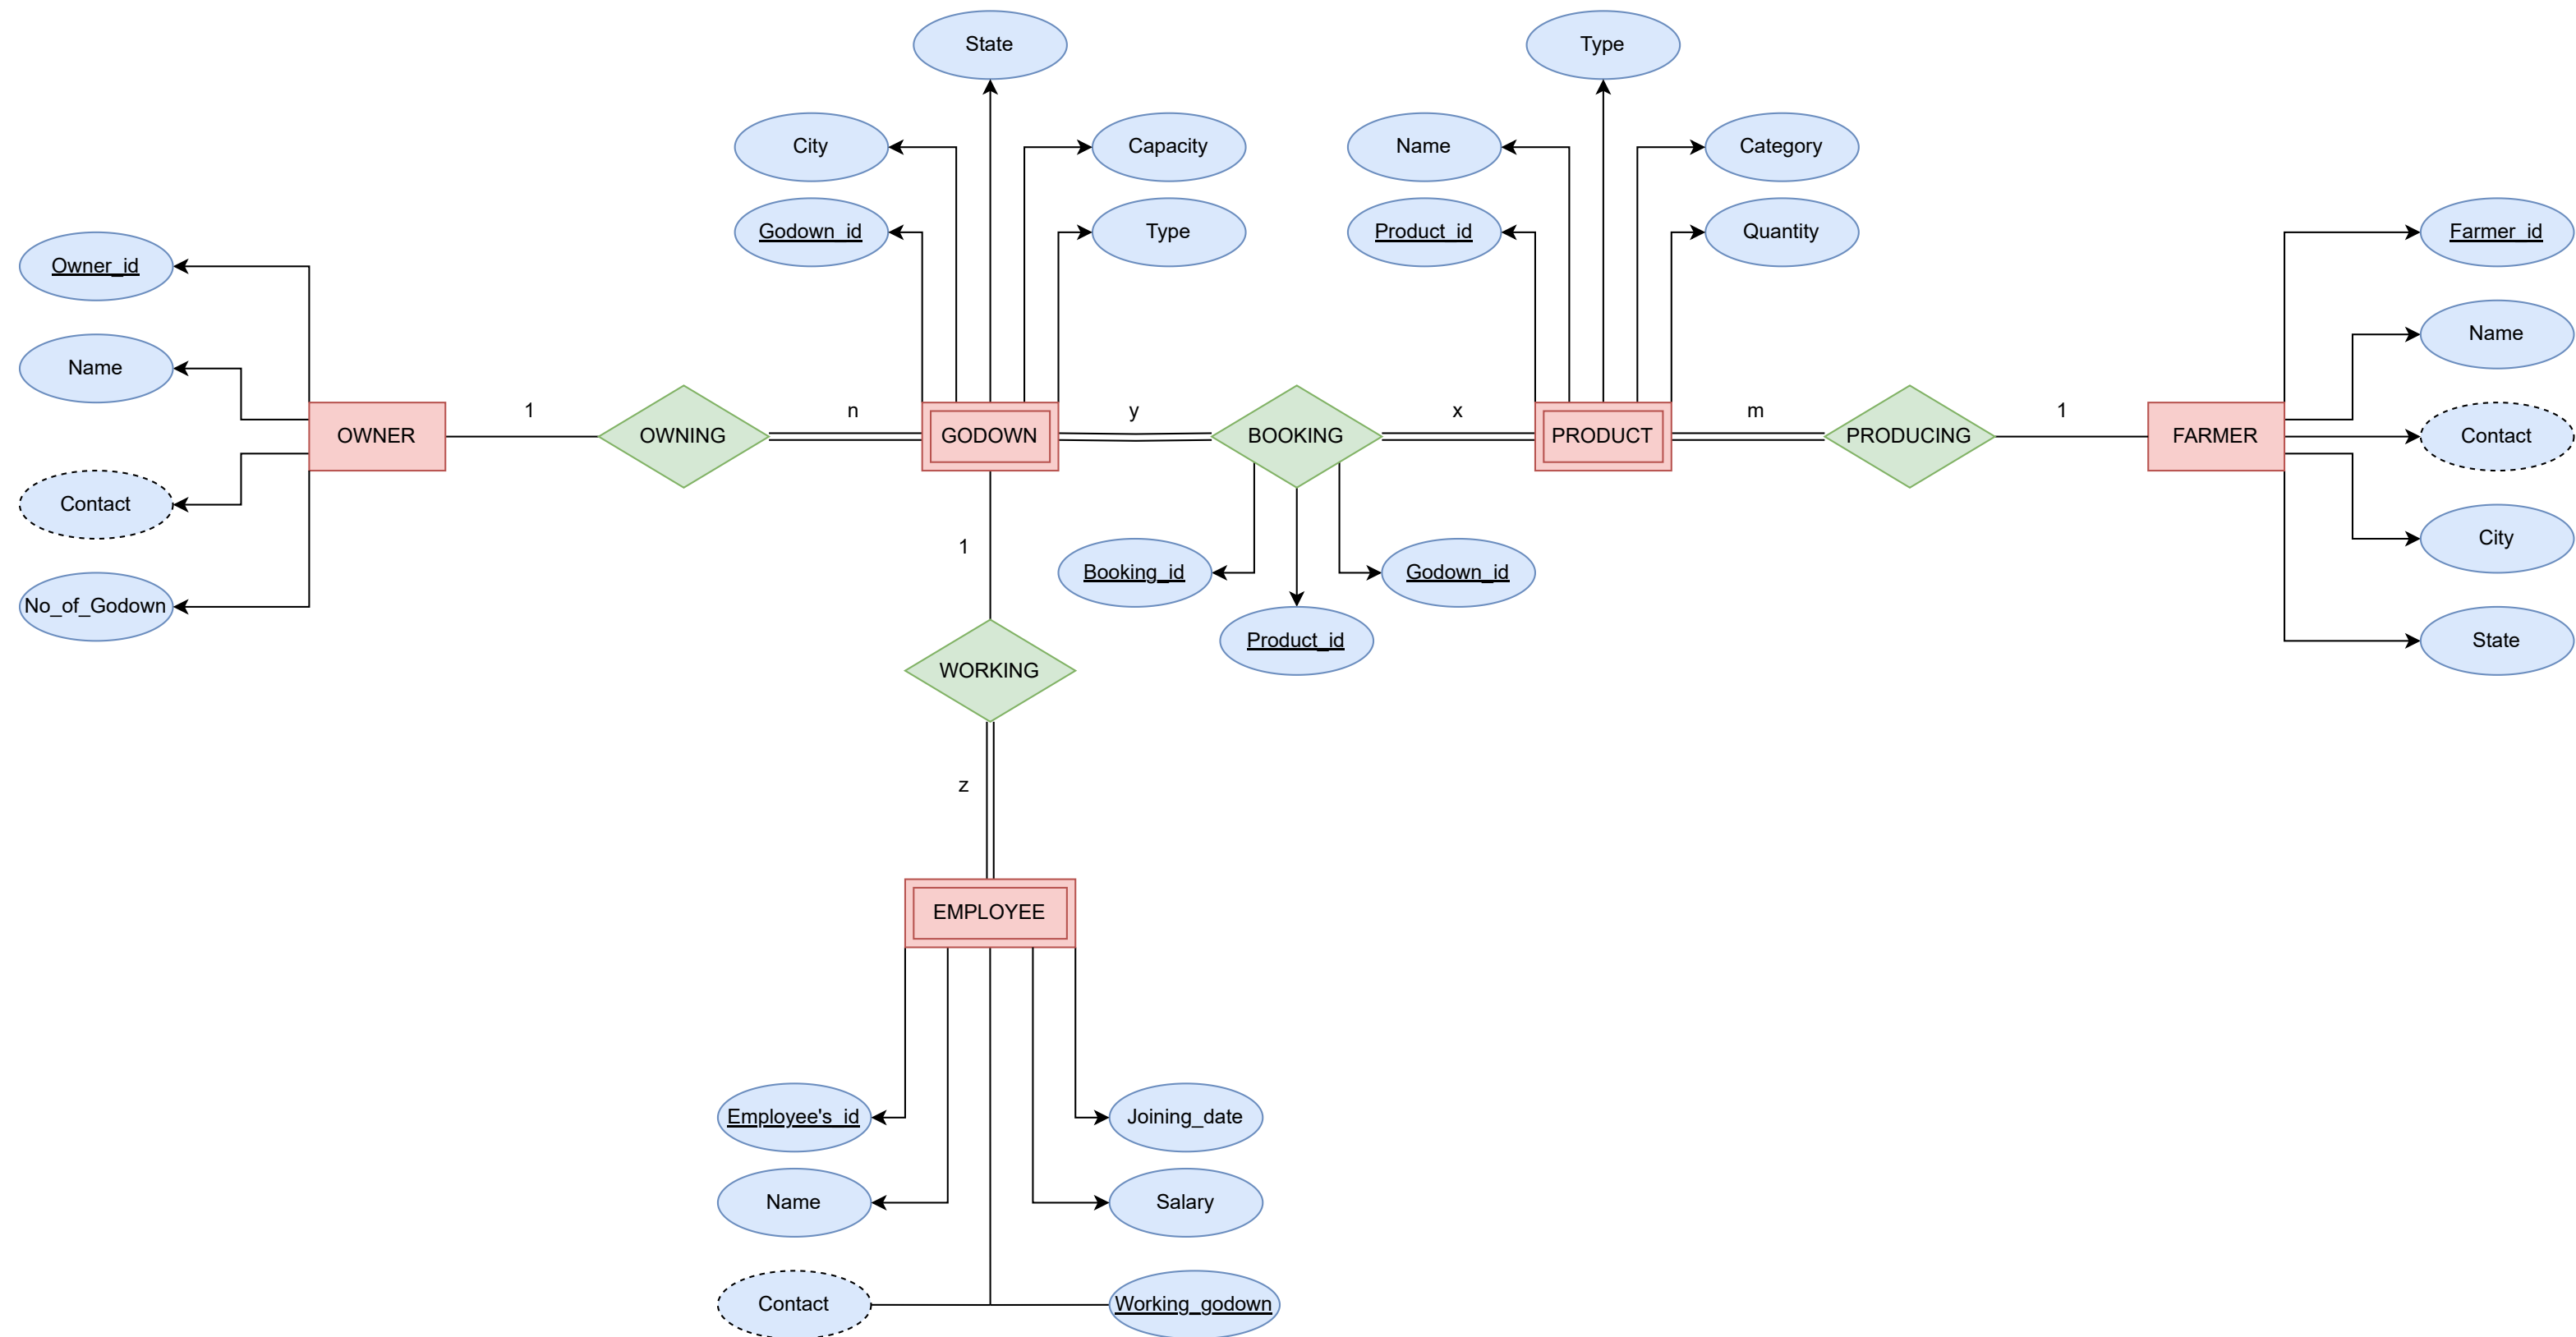 State
Type
City
Capacity
Name
Category
Godown_id
Type
Product_id
Quantity
Farmer_id
Owner_id
Name
Name
1
n
y
x
m
1
OWNER
OWNING
GODOWN
BOOKING
PRODUCT
PRODUCING
FARMER
Contact
Contact
City
1
Booking_id
Godown_id
No_of_Godown
Product_id
State
WORKING
z
EMPLOYEE
Employee's_id
Joining_date
Name
Salary
Contact
Working_godown